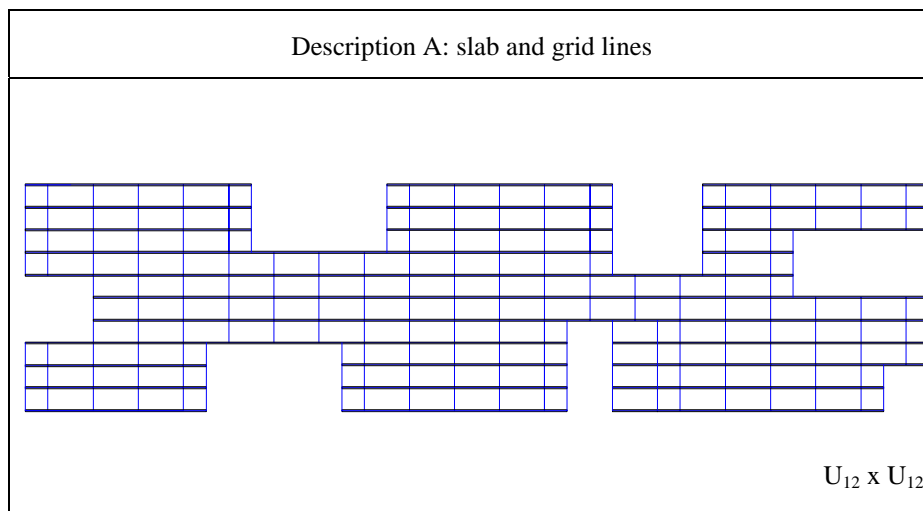 Description A: slab and grid lines
U₁₂ x U₁₂